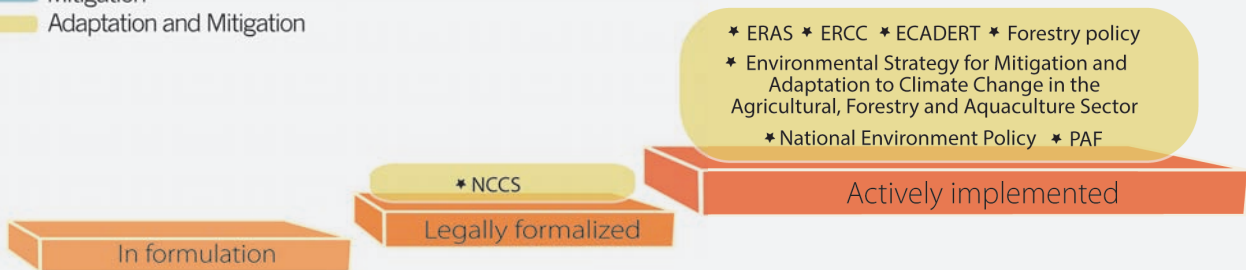 Mitigation
Adaptation and Mitigation
★ ERAS ★ ERCC ★ ECADERT ★ Forestry policy
★ Environmental Strategy for Mitigation and
Adaptation to Climate Change in the
Agricultural, Forestry and Aquaculture Sector
★ National Environment Policy ★ PAF
★ NCCS
Actively implemented
Legally formalized
In formulation